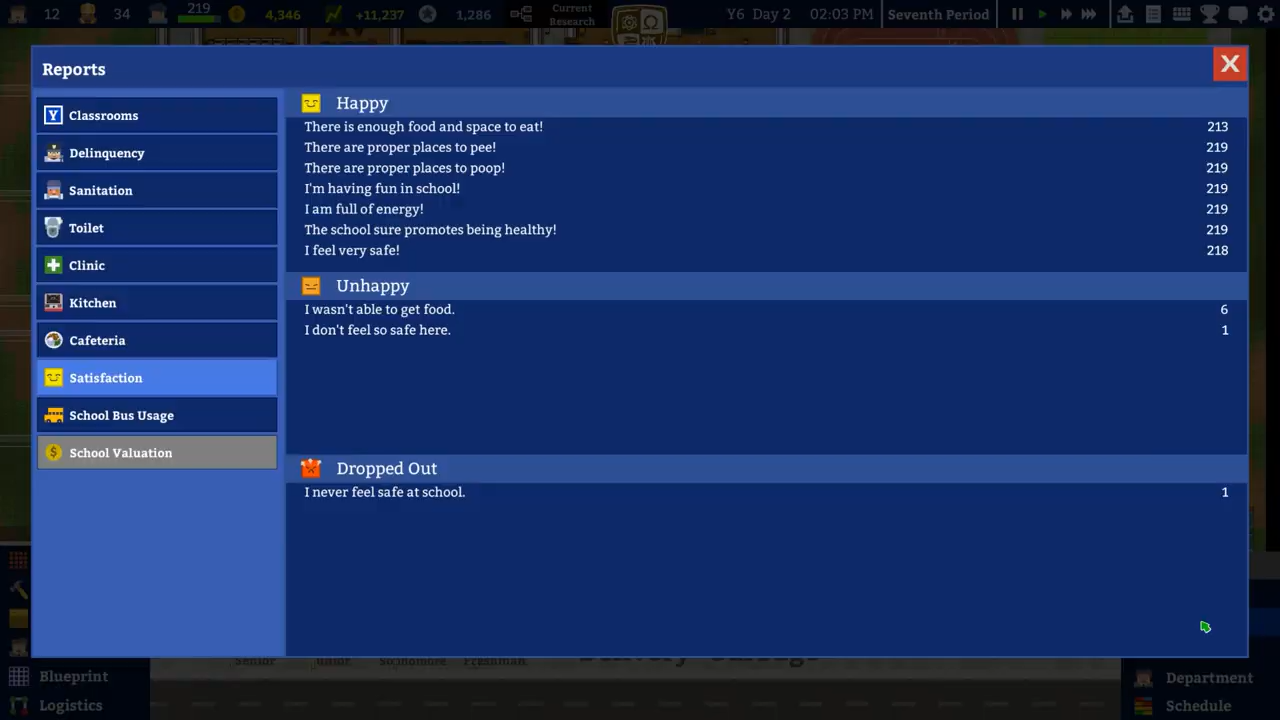 12 34 219 4,346 +11,237 1,286 Current Research Y6 Day 2 02:03 PM Seventh Period
Reports
Classrooms
Delinquency
Sanitation
Toilet
Clinic
Kitchen
Cafeteria
Satisfaction
School Bus Usage
School Valuation
Happy
There is enough food and space to eat! 213
There are proper places to pee! 219
There are proper places to poop! 219
I'm having fun in school! 219
I am full of energy! 219
The school sure promotes being healthy! 219
I feel very safe! 218
Unhappy
I wasn't able to get food. 6
I don't feel so safe here. 1
Dropped Out
I never feel safe at school. 1
Senior Junior Sophomore Freshman
Blueprint
Logistics
Department
Schedule